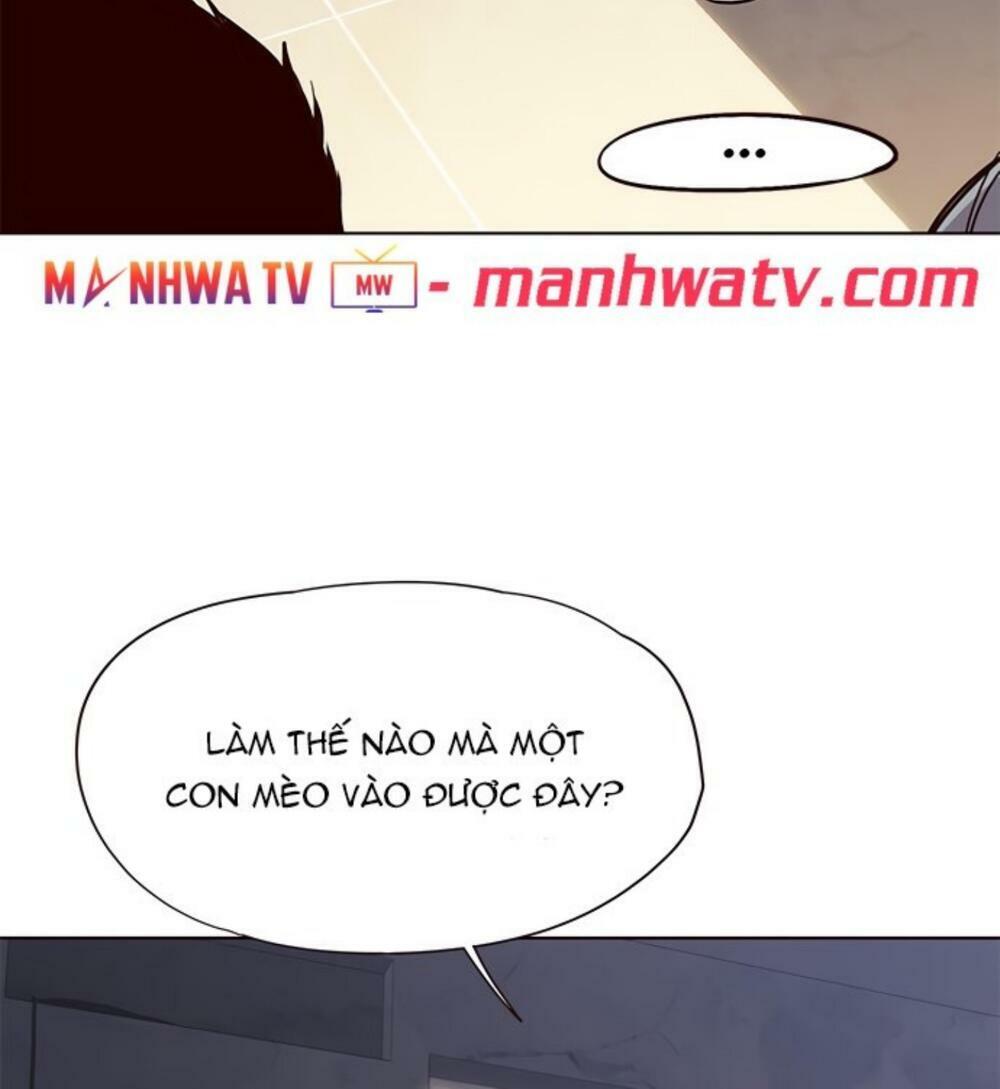 ...
MANHWA TV MW - manhwatv.com
LÀM THẾ NÀO MÀ MỘT
CON MÈO VÀO ĐƯỢC ĐÂY?